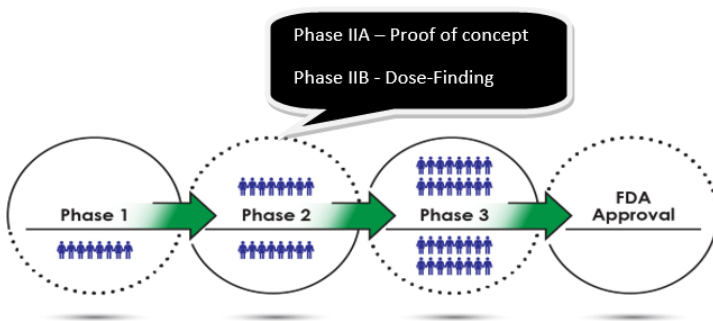 Phase IIA – Proof of concept
Phase IIB - Dose-Finding
Phase 1
Phase 2
Phase 3
FDA
Approval